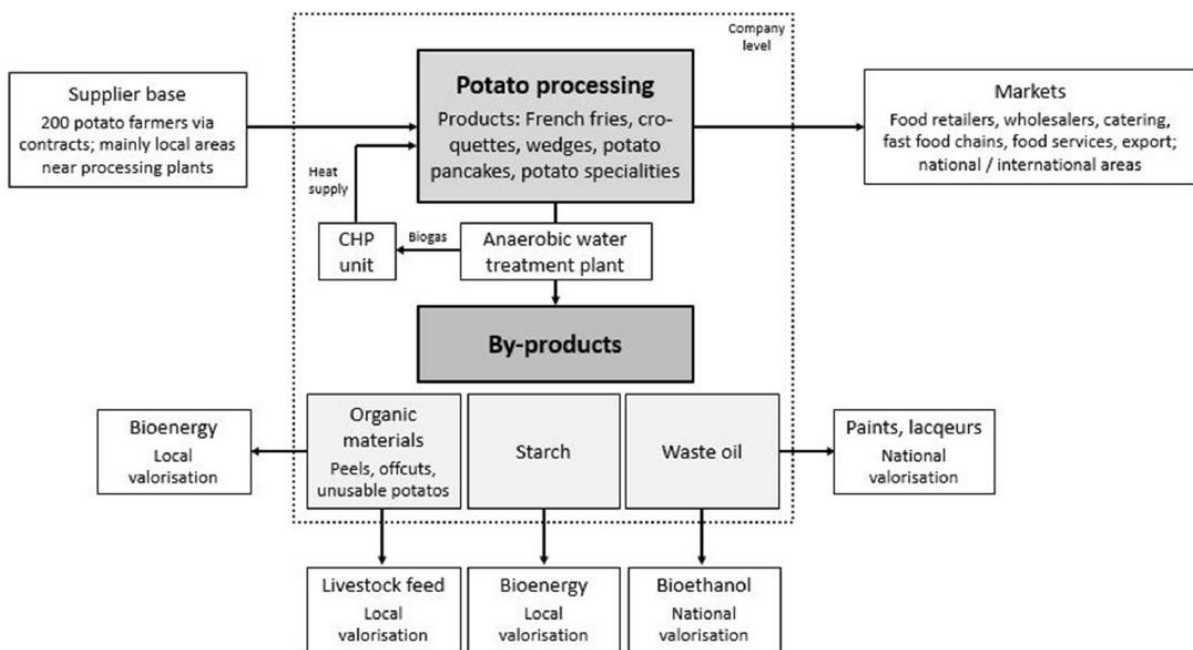 Company
level
Supplier base
200 potato farmers via
contracts; mainly local areas
near processing plants
Potato processing
Products: French fries, cro-
quettes, wedges, potato
pancakes, potato specialities
Markets
Food retailers, wholesalers, catering,
fast food chains, food services, export;
national / international areas
Heat
supply
CHP
unit
Biogas
Anaerobic water
treatment plant
By-products
Bioenergy
Local
valorisation
Organic
materials
Peels, offcuts,
unusable potatos
Starch
Waste oil
Paints, lacqeurs
National
valorisation
Livestock feed
Local
valorisation
Bioenergy
Local
valorisation
Bioethanol
National
valorisation